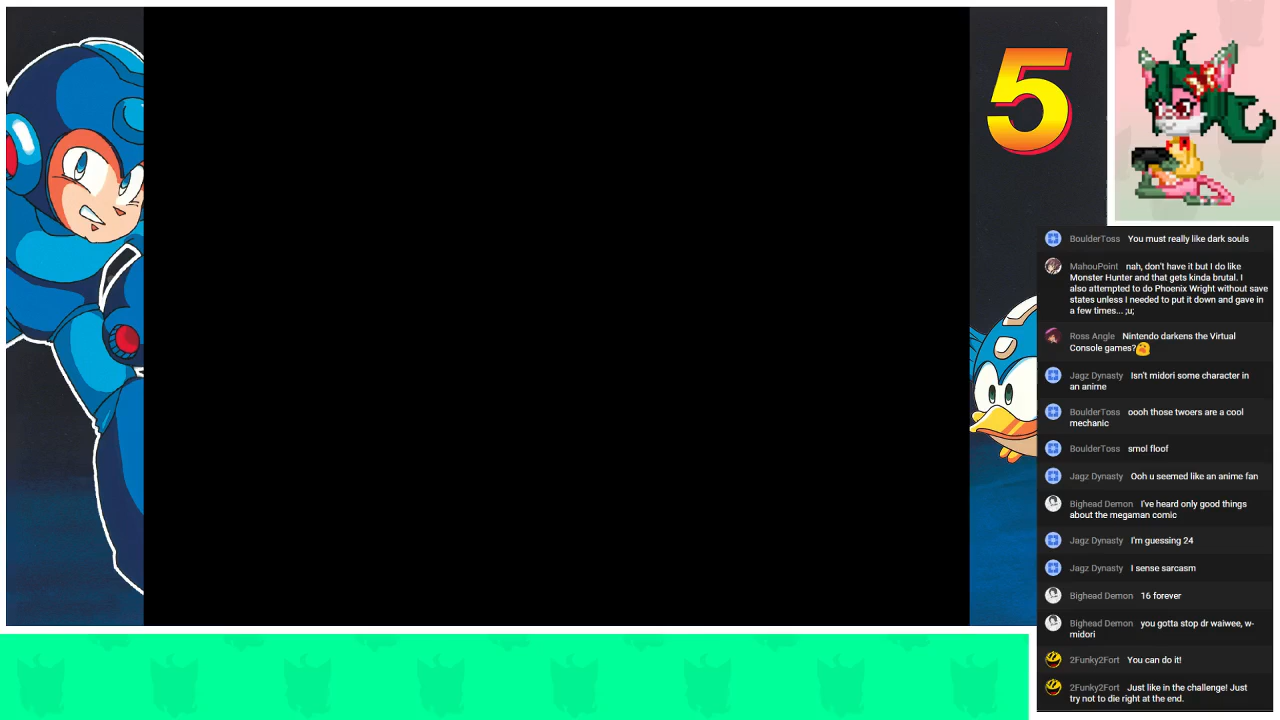 5
BoulderToss You must really like dark souls
MahouPoint nah, don't have it but I do like
Monster Hunter and that gets kinda brutal. I
also attempted to do Phoenix Wright without save
states unless I needed to put it down and gave in
a few times... ;u;
Ross Angle Nintendo darkens the Virtual
Console games?
Jagz Dynasty Isn't midori some character in
an anime
BoulderToss oooh those twoers are a cool
mechanic
BoulderToss smol floof
Jagz Dynasty Ooh u seemed like an anime fan
Bighead Demon I've heard only good things
about the megaman comic
Jagz Dynasty I'm guessing 24
Jagz Dynasty I sense sarcasm
Bighead Demon 16 forever
Bighead Demon you gotta stop dr waiwee, w-
midori
2Funky2Fort You can do it!
2Funky2Fort Just like in the challenge! Just
try not to die right at the end.